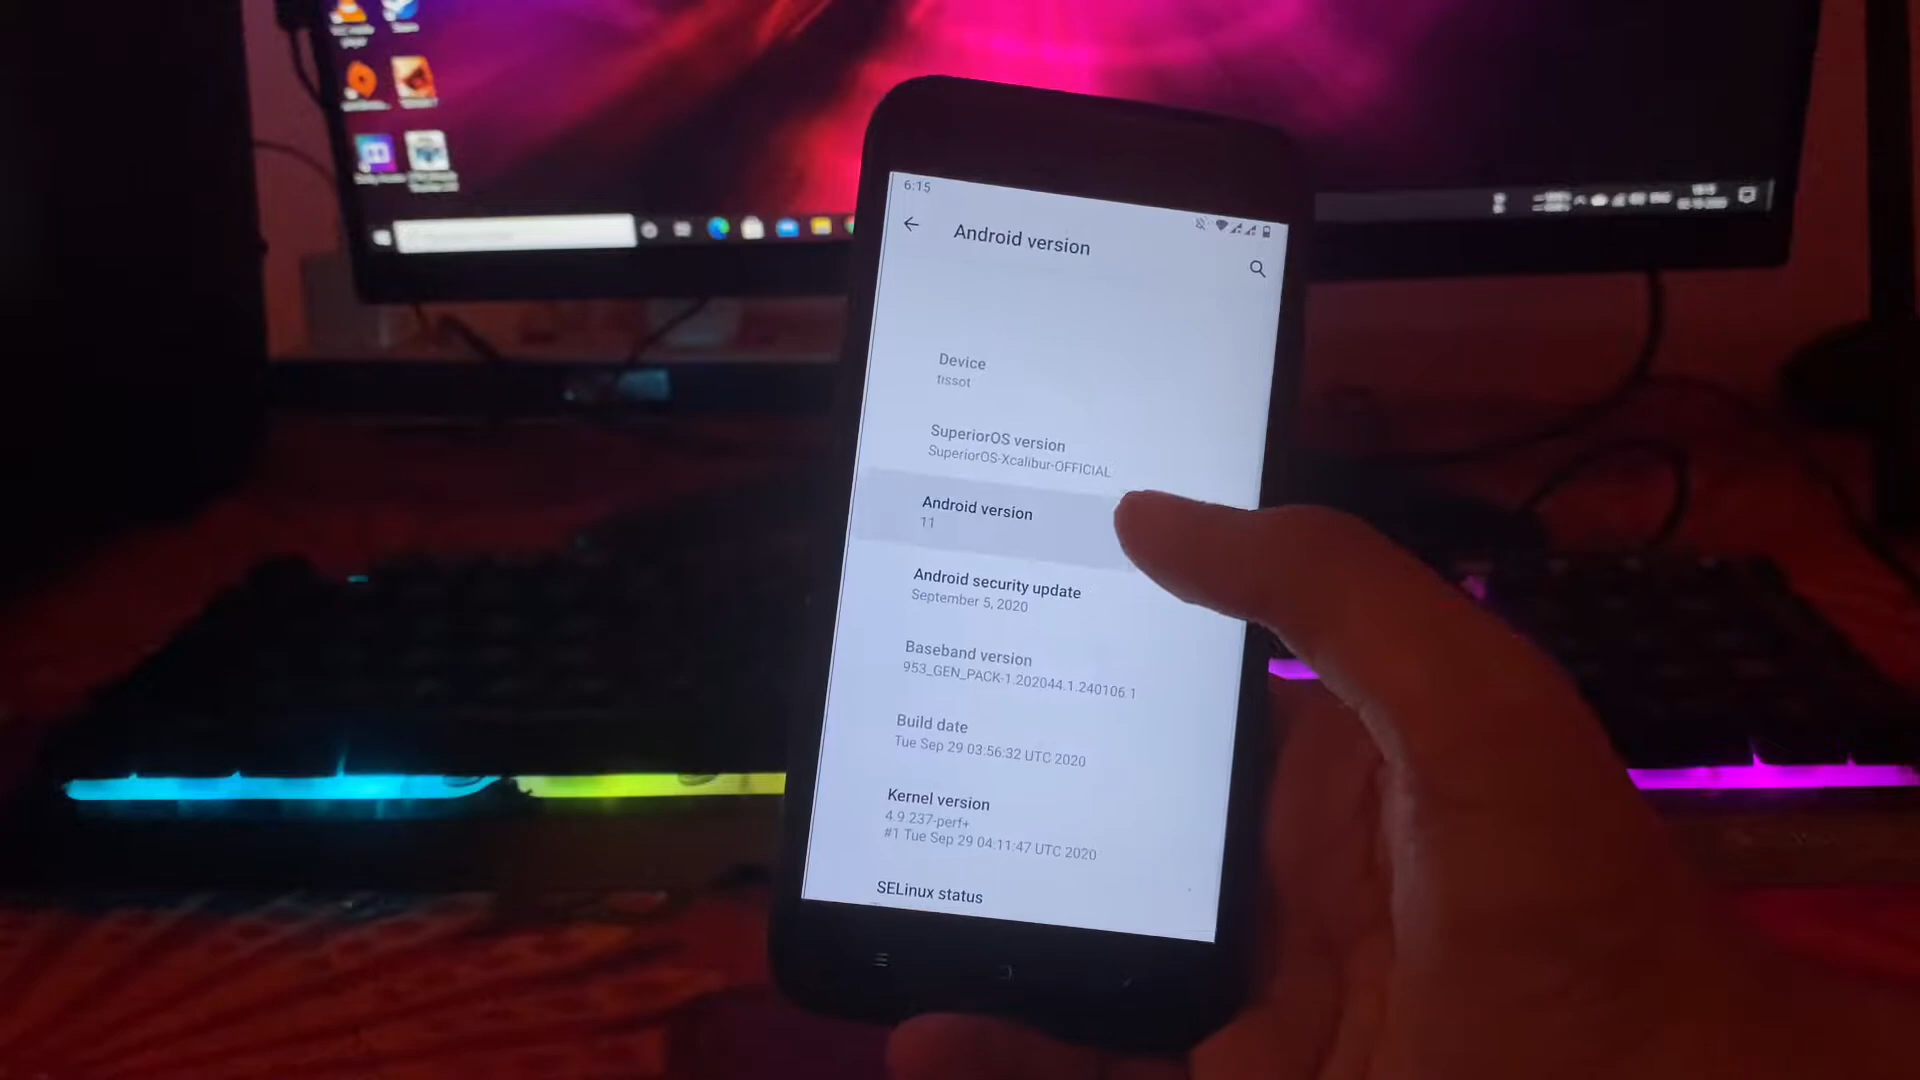 6:15
Android version
Device
tissot
SuperiorOS version
SuperiorOS-Xcalibur-OFFICIAL
Android version
11
Android security update
September 5, 2020
Baseband version
953_GEN_PACK-1.202044.1.240106.1
Build date
Tue Sep 29 03:56:32 UTC 2020
Kernel version
4.9.237-perf+
#1 Tue Sep 29 04:11:47 UTC 2020
SELinux status